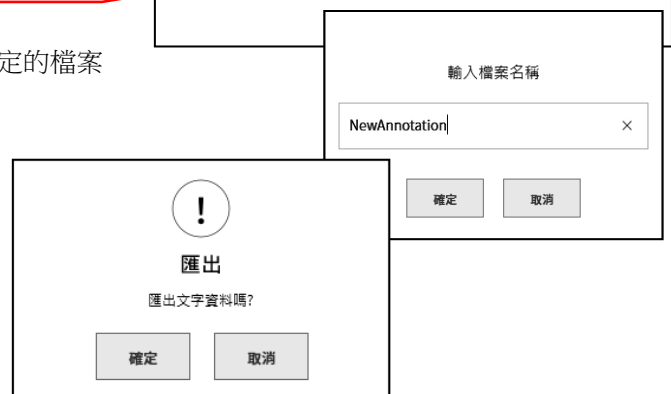 定的檔案
輸入檔案名稱
NewAnnotation
確定 取消
!
匯出
匯出文字資料嗎?
確定 取消